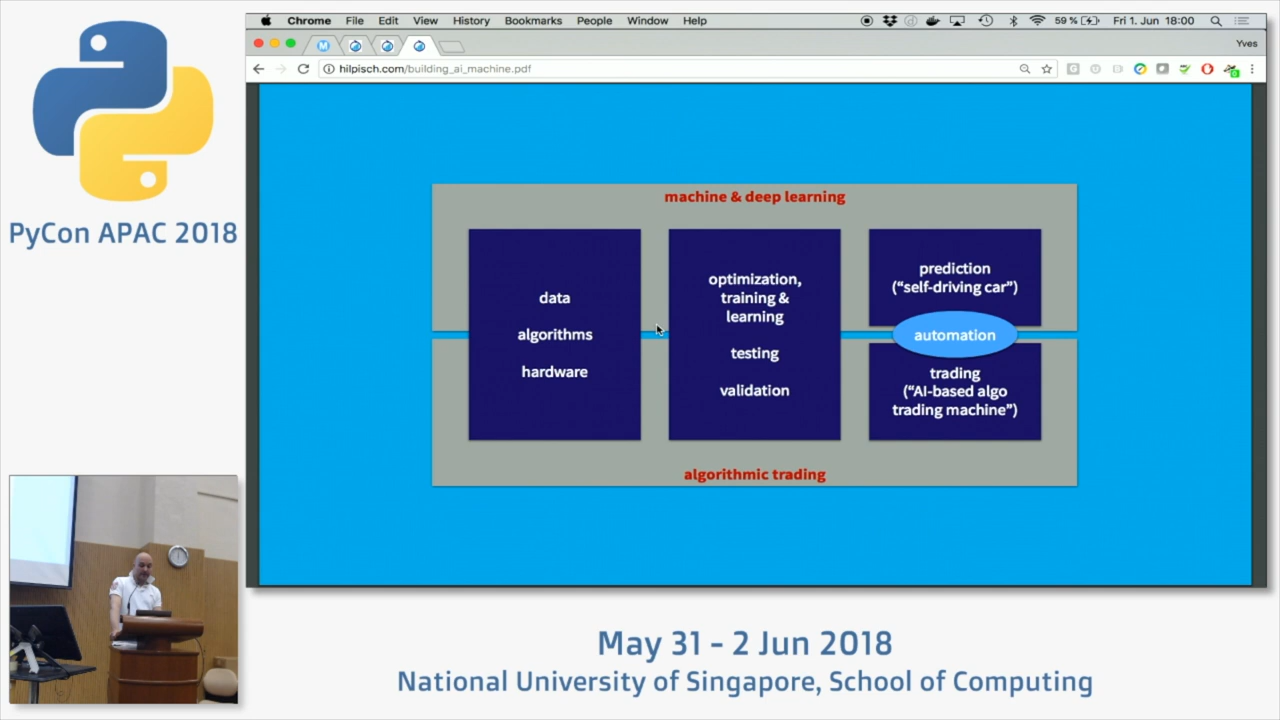 PyCon APAC 2018
Chrome File Edit View History Bookmarks People Window Help 59 % Fri 1. Jun 18:00
Yves
hilpisch.com/building_ai_machine.pdf
machine & deep learning
data
algorithms
hardware
optimization,
training &
learning
testing
validation
prediction
(“self-driving car”)
automation
trading
(“AI-based algo
trading machine”)
algorithmic trading
May 31 - 2 Jun 2018
National University of Singapore, School of Computing